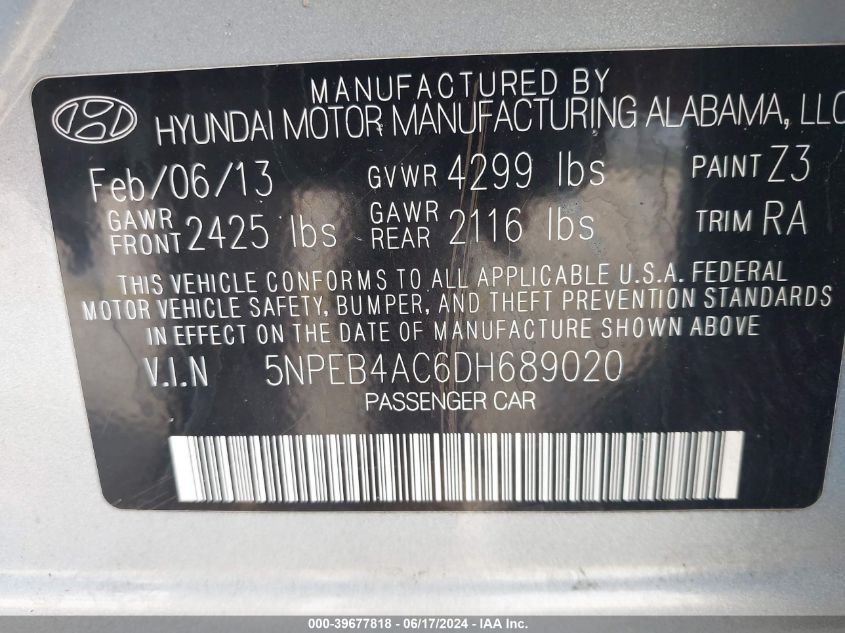 MANUFACTURED BY
HYUNDAI MOTOR MANUFACTURING ALABAMA, LLC
Feb/06/13 GVWR 4299 lbs PAINT Z3
GAWR FRONT 2425 lbs GAWR REAR 2116 lbs TRIM RA
THIS VEHICLE CONFORMS TO ALL APPLICABLE U.S.A. FEDERAL
MOTOR VEHICLE SAFETY, BUMPER, AND THEFT PREVENTION STANDARDS
IN EFFECT ON THE DATE OF MANUFACTURE SHOWN ABOVE
V.I.N 5NPEB4AC6DH689020
PASSENGER CAR
000-39677818 - 06/17/2024 - IAA Inc.